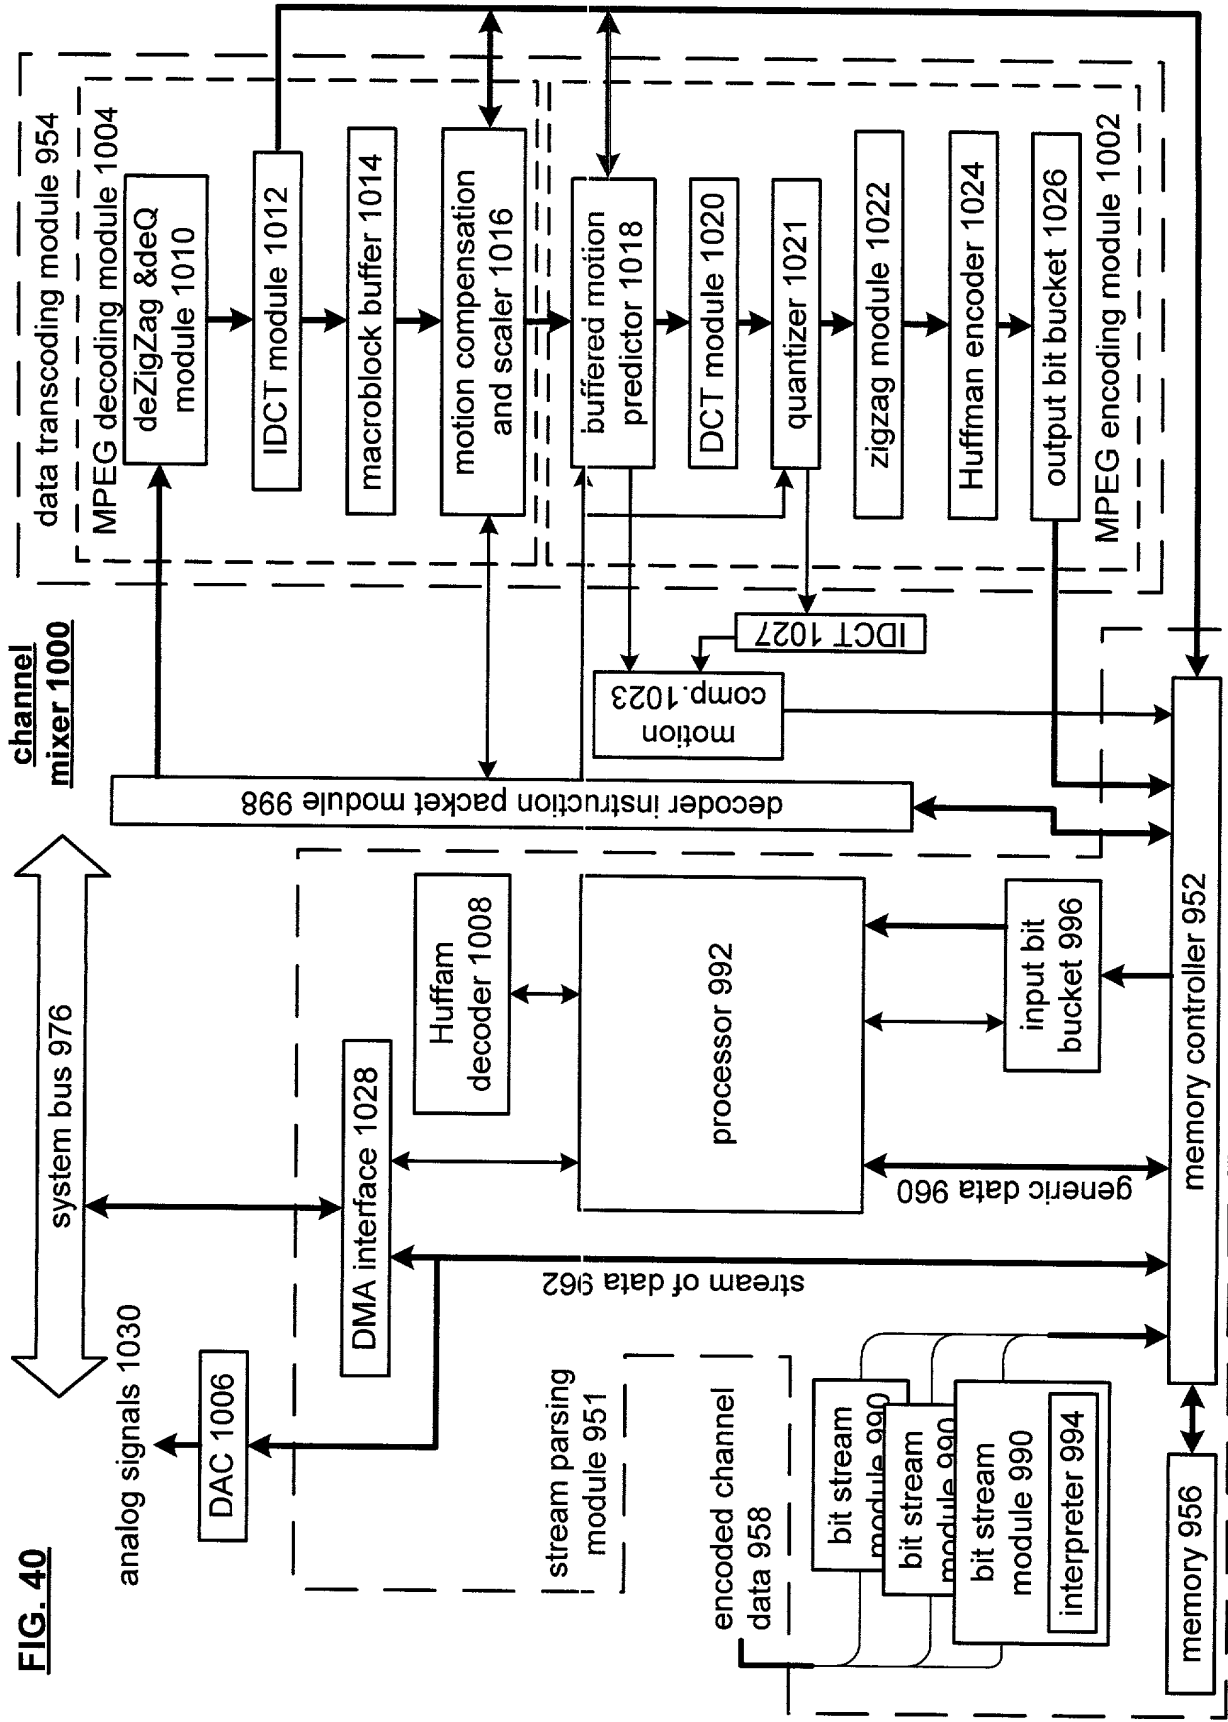 FIG. 40
channel
mixer 1000
system bus 976
analog signals 1030
DAC 1006
DMA interface 1028
Huffam
decoder 1008
processor 992
input bit
bucket 996
generic data 960
stream of data 962
stream parsing
module 951
encoded channel
data 958
bit stream
module 990
bit stream
module 990
bit stream
module 990
interpreter 994
memory 956
memory controller 952
decoder instruction packet module 998
motion
comp.1023
IDCT 1027
data transcoding module 954
MPEG decoding module 1004
deZigZag &deQ
module 1010
IDCT module 1012
macroblock buffer 1014
motion compensation
and scaler 1016
buffered motion
predictor 1018
DCT module 1020
quantizer 1021
zigzag module 1022
Huffman encoder 1024
output bit bucket 1026
MPEG encoding module 1002